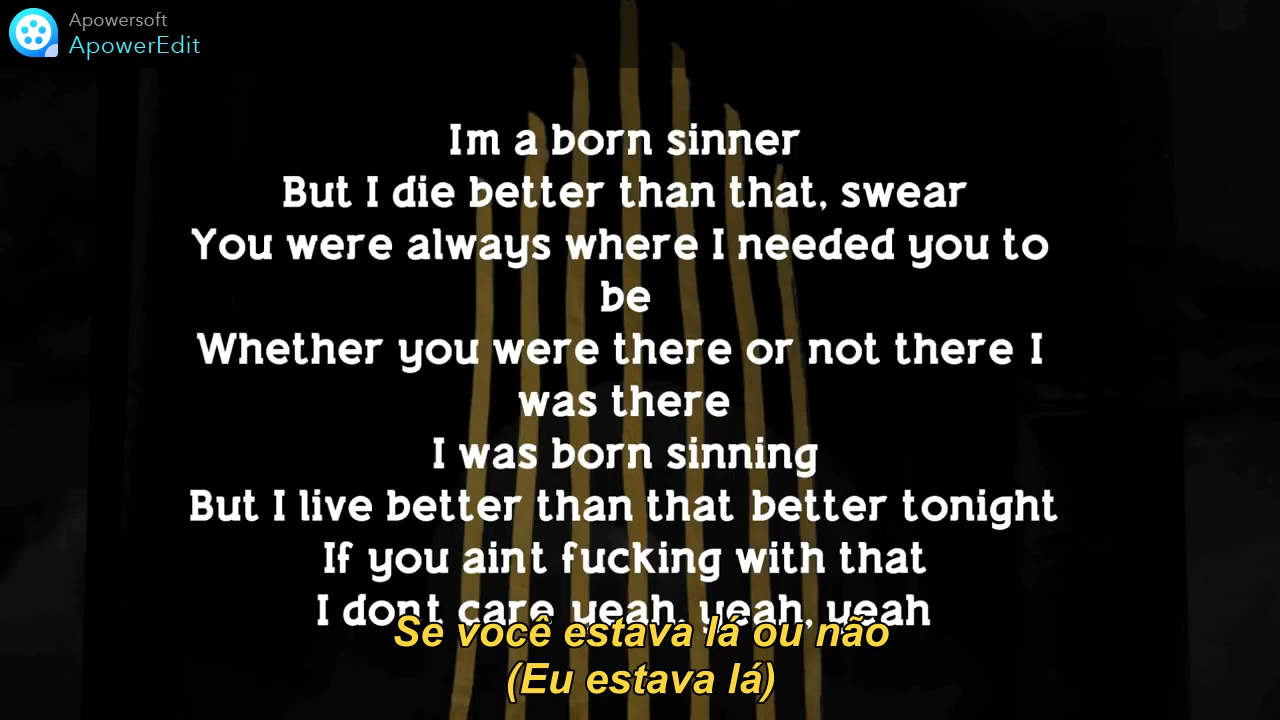 Apowersoft
ApowerEdit
Im a born sinner
But I die better than that, swear
You were always where I needed you to
be
Whether you were there or not there I
was there
I was born sinning
But I live better than that better tonight
If you aint fucking with that
I dont care yeah, yeah, yeah
Se você estava lá ou não
(Eu estava lá)